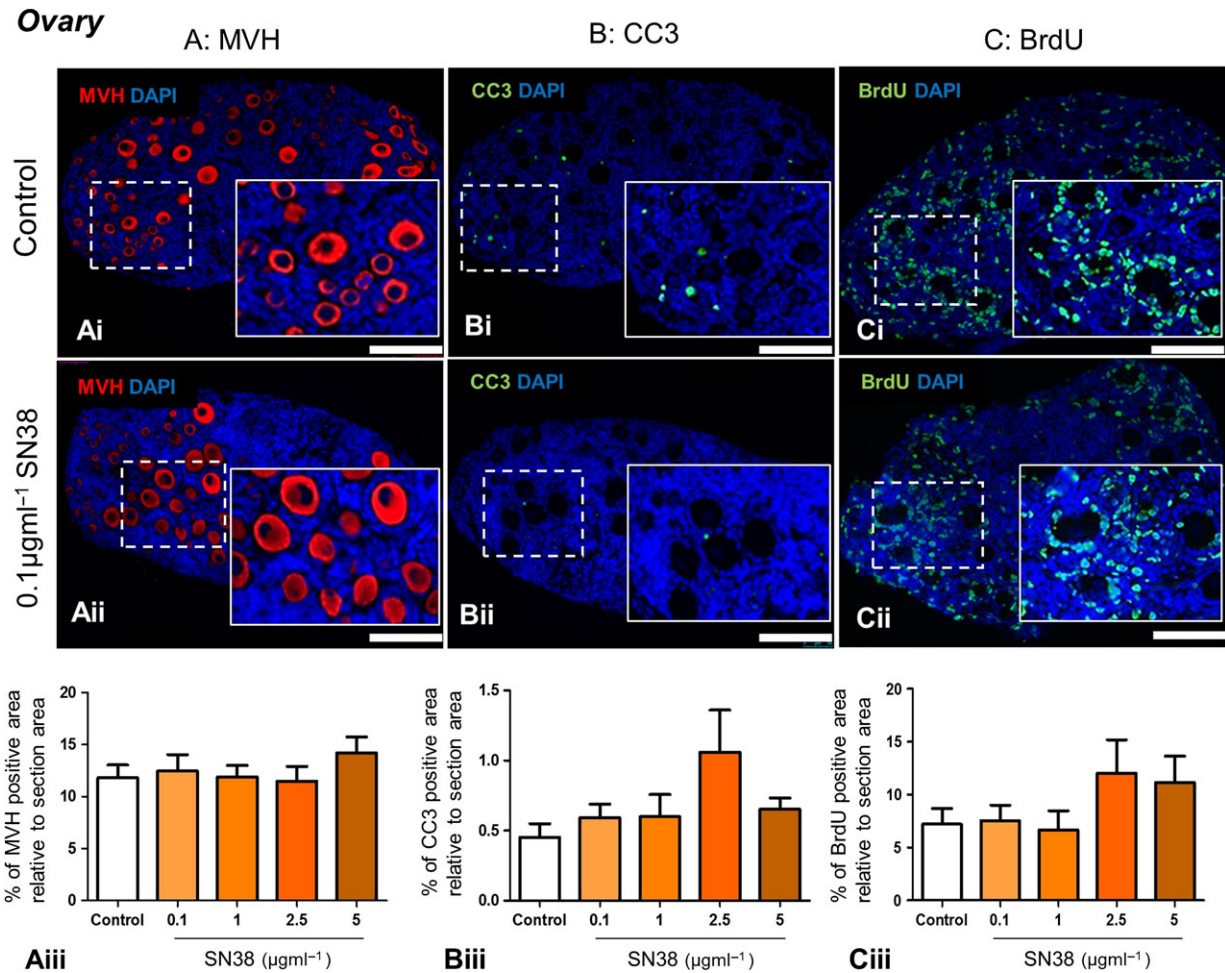 Ovary
A: MVH
B: CC3
C: BrdU
Control
MVH DAPI
Ai
CC3 DAPI
Bi
BrdU DAPI
Ci
0.1µgml⁻¹ SN38
MVH DAPI
Aii
CC3 DAPI
Bii
BrdU DAPI
Cii
% of MVH positive area
relative to section area
20
15
10
5
0
Control 0.1 1 2.5 5
SN38 (µgml⁻¹)
Aiii
% of CC3 positive area
relative to section area
1.5
1.0
0.5
0.0
Control 0.1 1 2.5 5
SN38 (µgml⁻¹)
Biii
% of BrdU positive area
relative to section area
20
15
10
5
0
Control 0.1 1 2.5 5
SN38 (µgml⁻¹)
Ciii